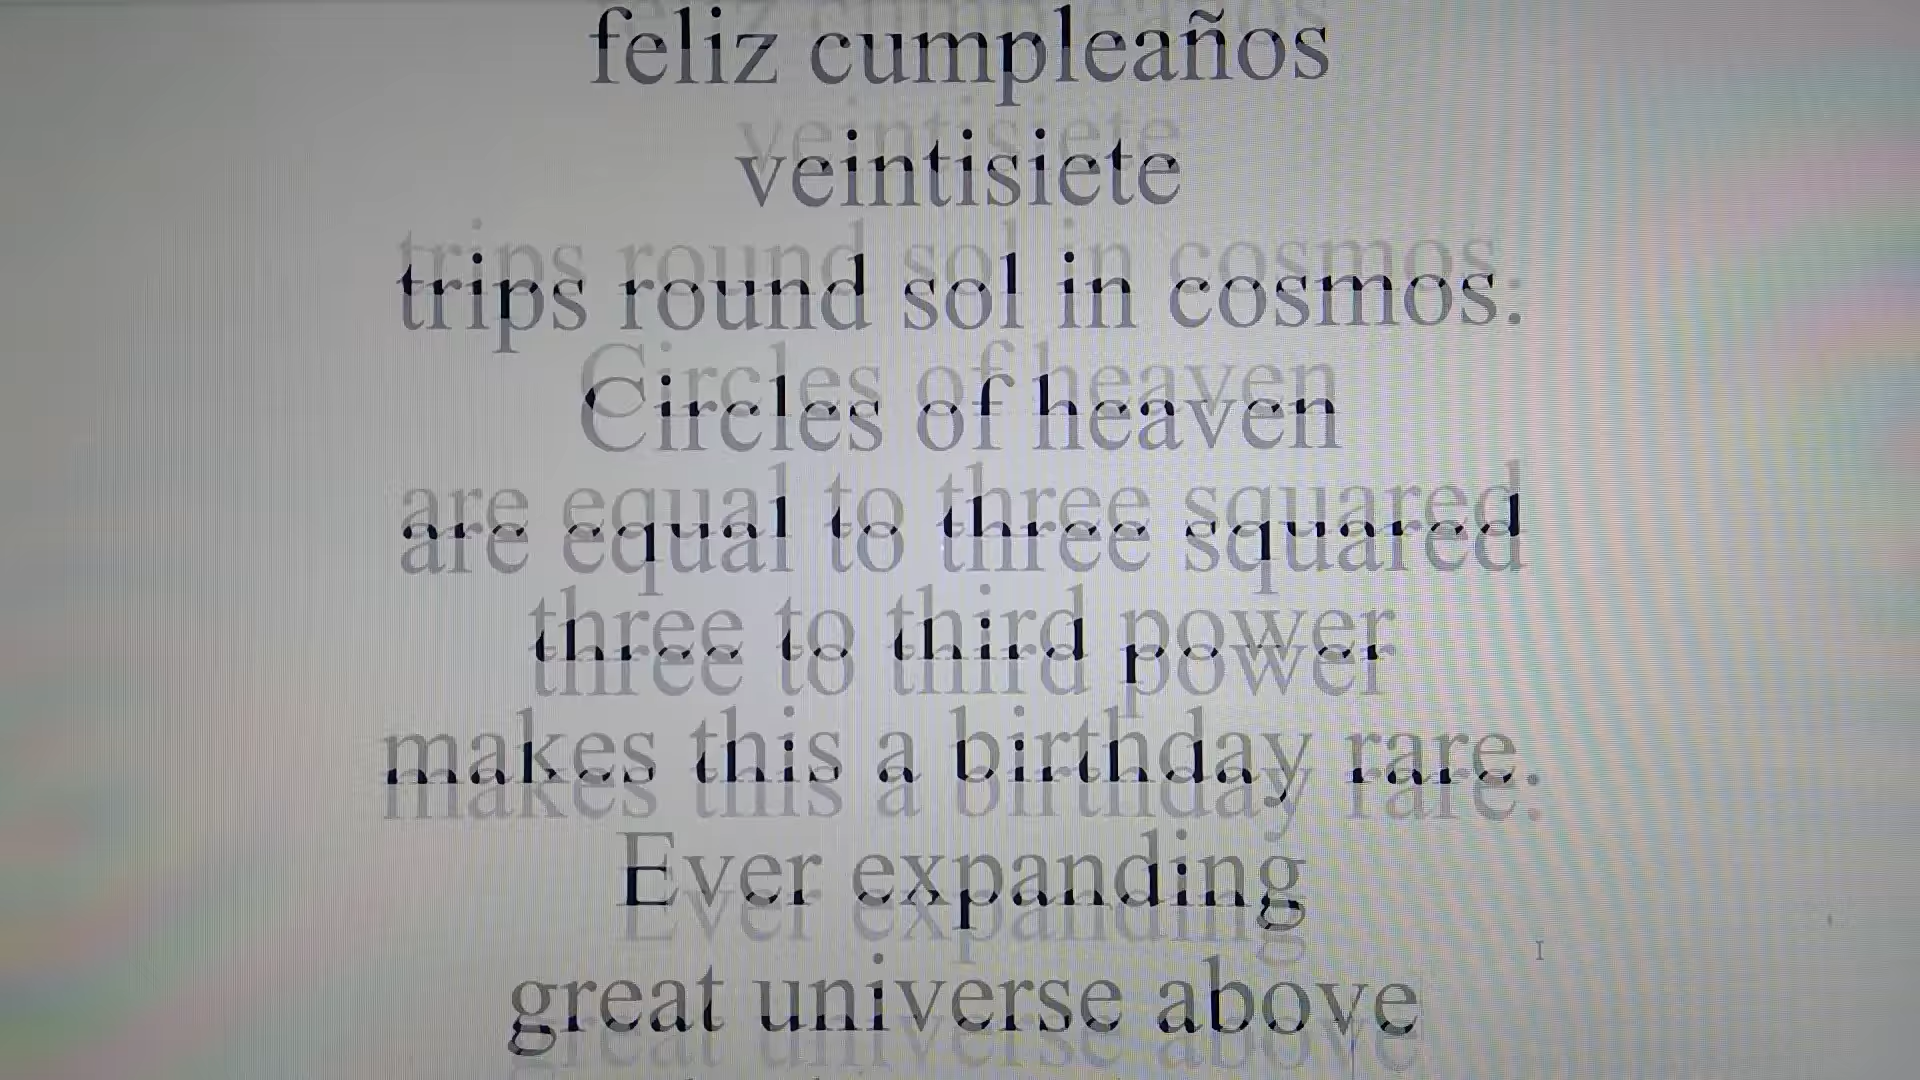 feliz cumpleaños
veintisiete
trips round sol in cosmos.
Circles of heaven
are equal to three squared
three to third power
makes this a birthday rare.
Ever expanding
great universe above